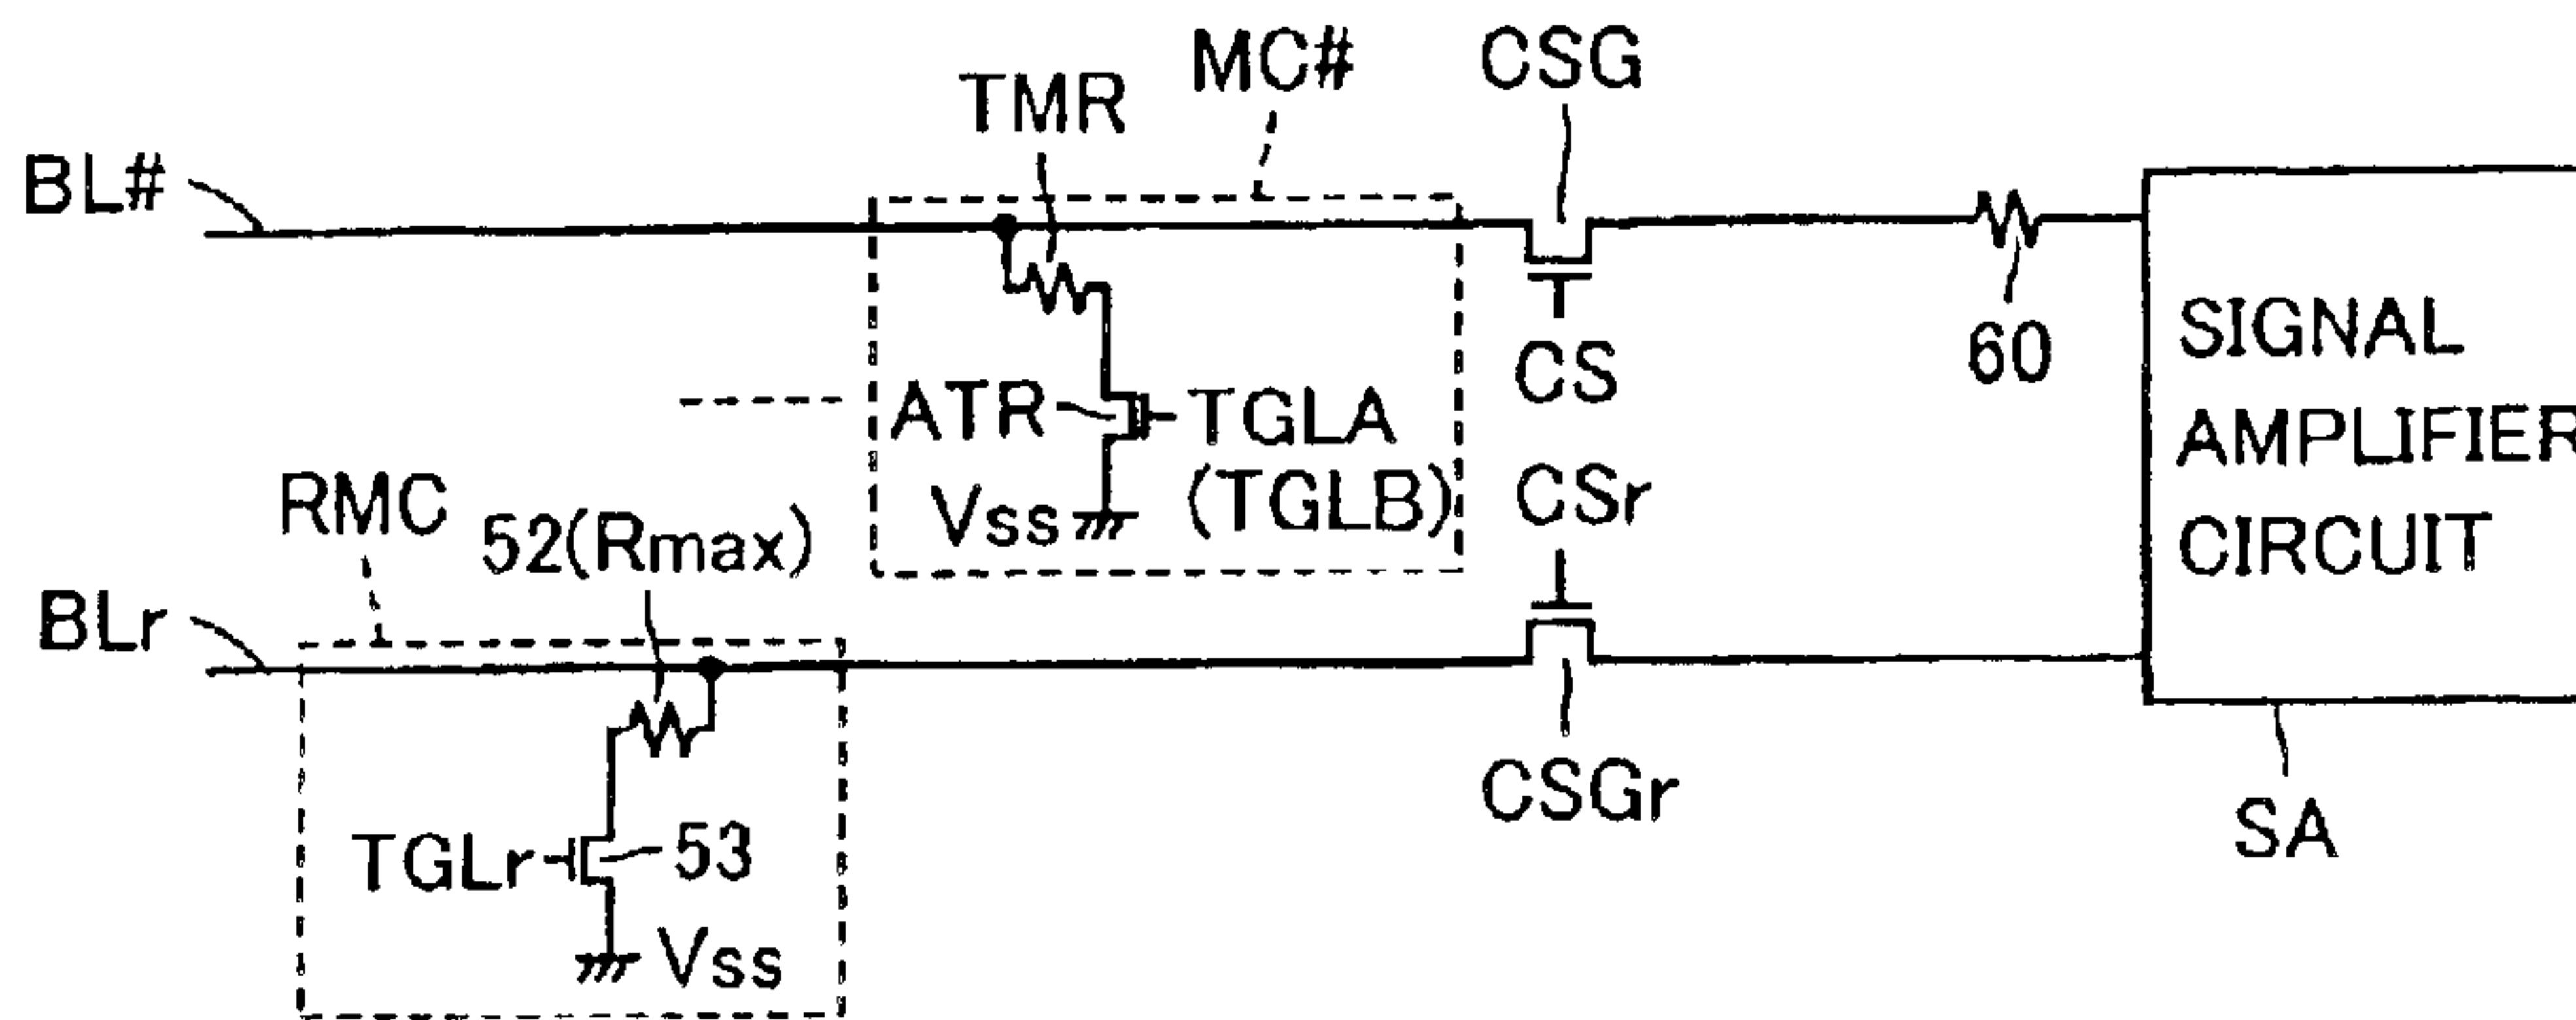 MC#
CSG
TMR
BL#
60
SIGNAL
AMPLIFIER
CIRCUIT
CS
ATR
TGLA
(TGLB)
Vss
CSr
RMC
52(Rmax)
BLr
CSGr
SA
TGLr
53
Vss